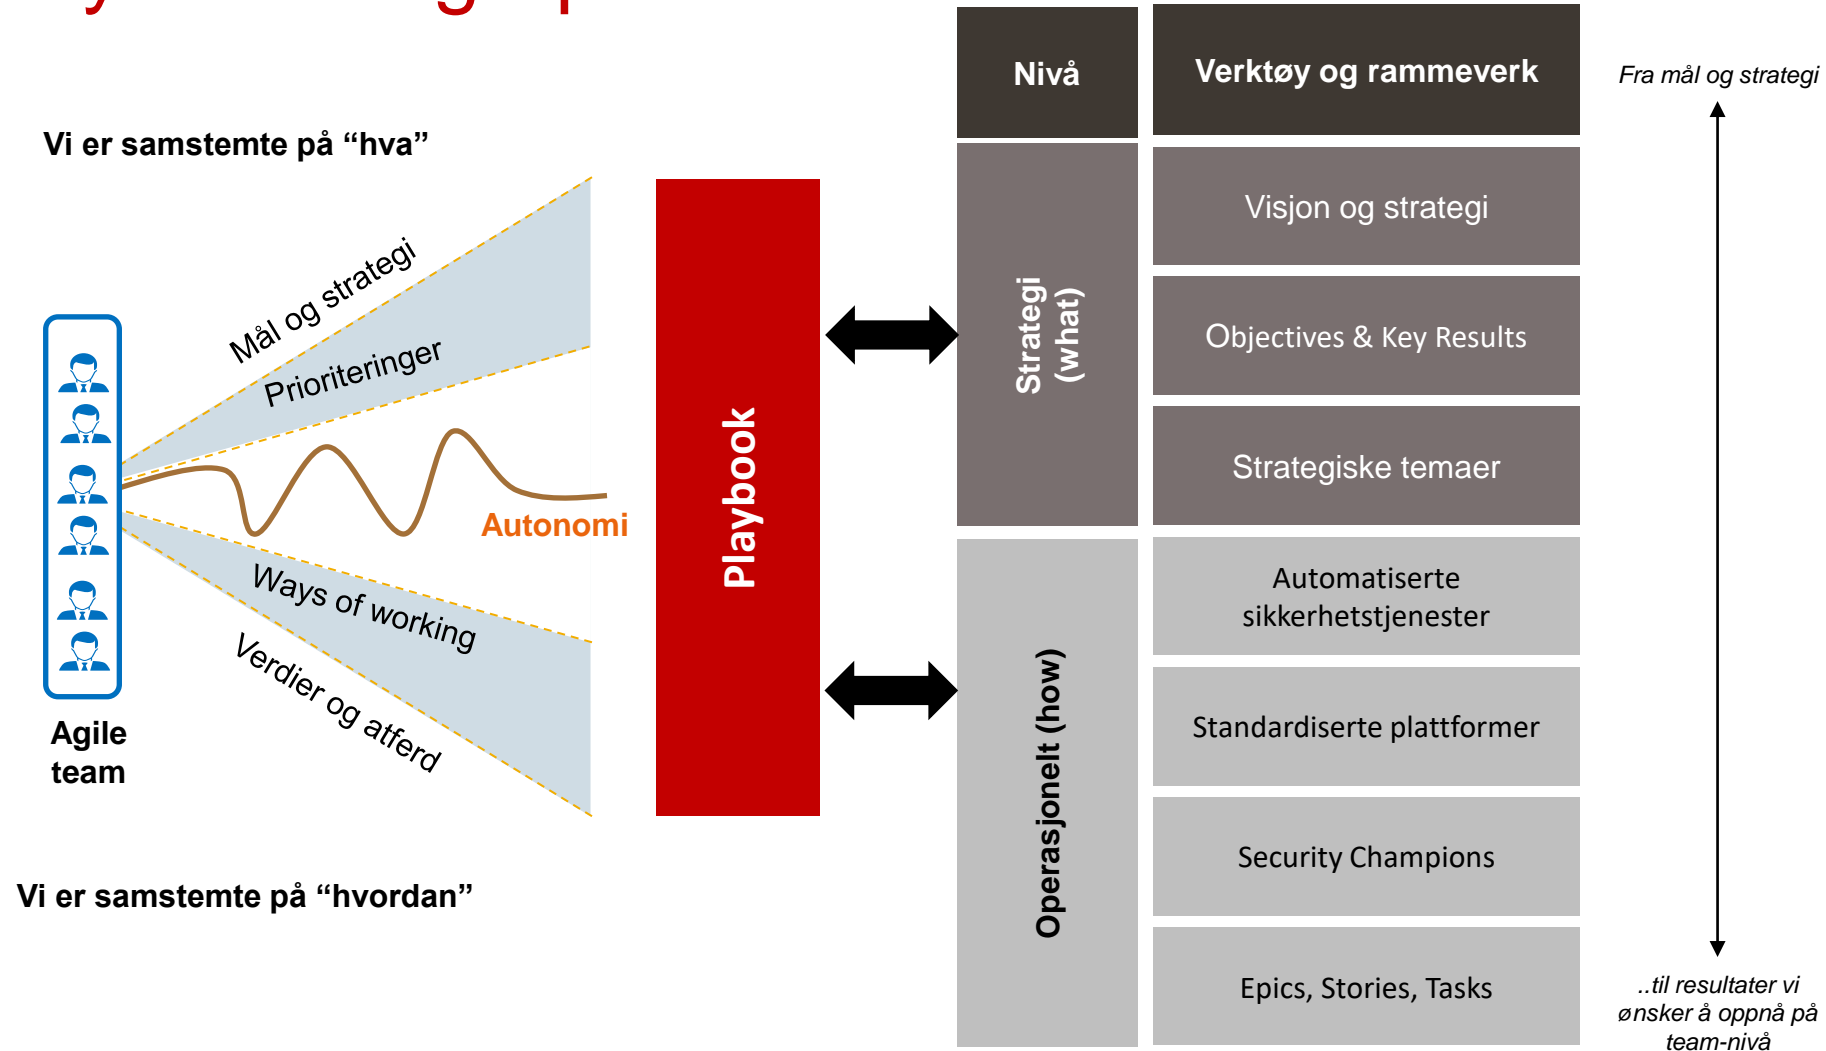 Vi er samstemte på “hva”
Mål og strategi
Prioriteringer
Autonomi
Ways of working
Verdier og atferd
Agile
team
Vi er samstemte på “hvordan”
Playbook
Nivå
Verktøy og rammeverk
Strategi
(what)
Visjon og strategi
Objectives & Key Results
Strategiske temaer
Operasjonelt (how)
Automatiserte
sikkerhetstjenester
Standardiserte plattformer
Security Champions
Epics, Stories, Tasks
Fra mål og strategi
..til resultater vi
ønsker å oppnå på
team-nivå